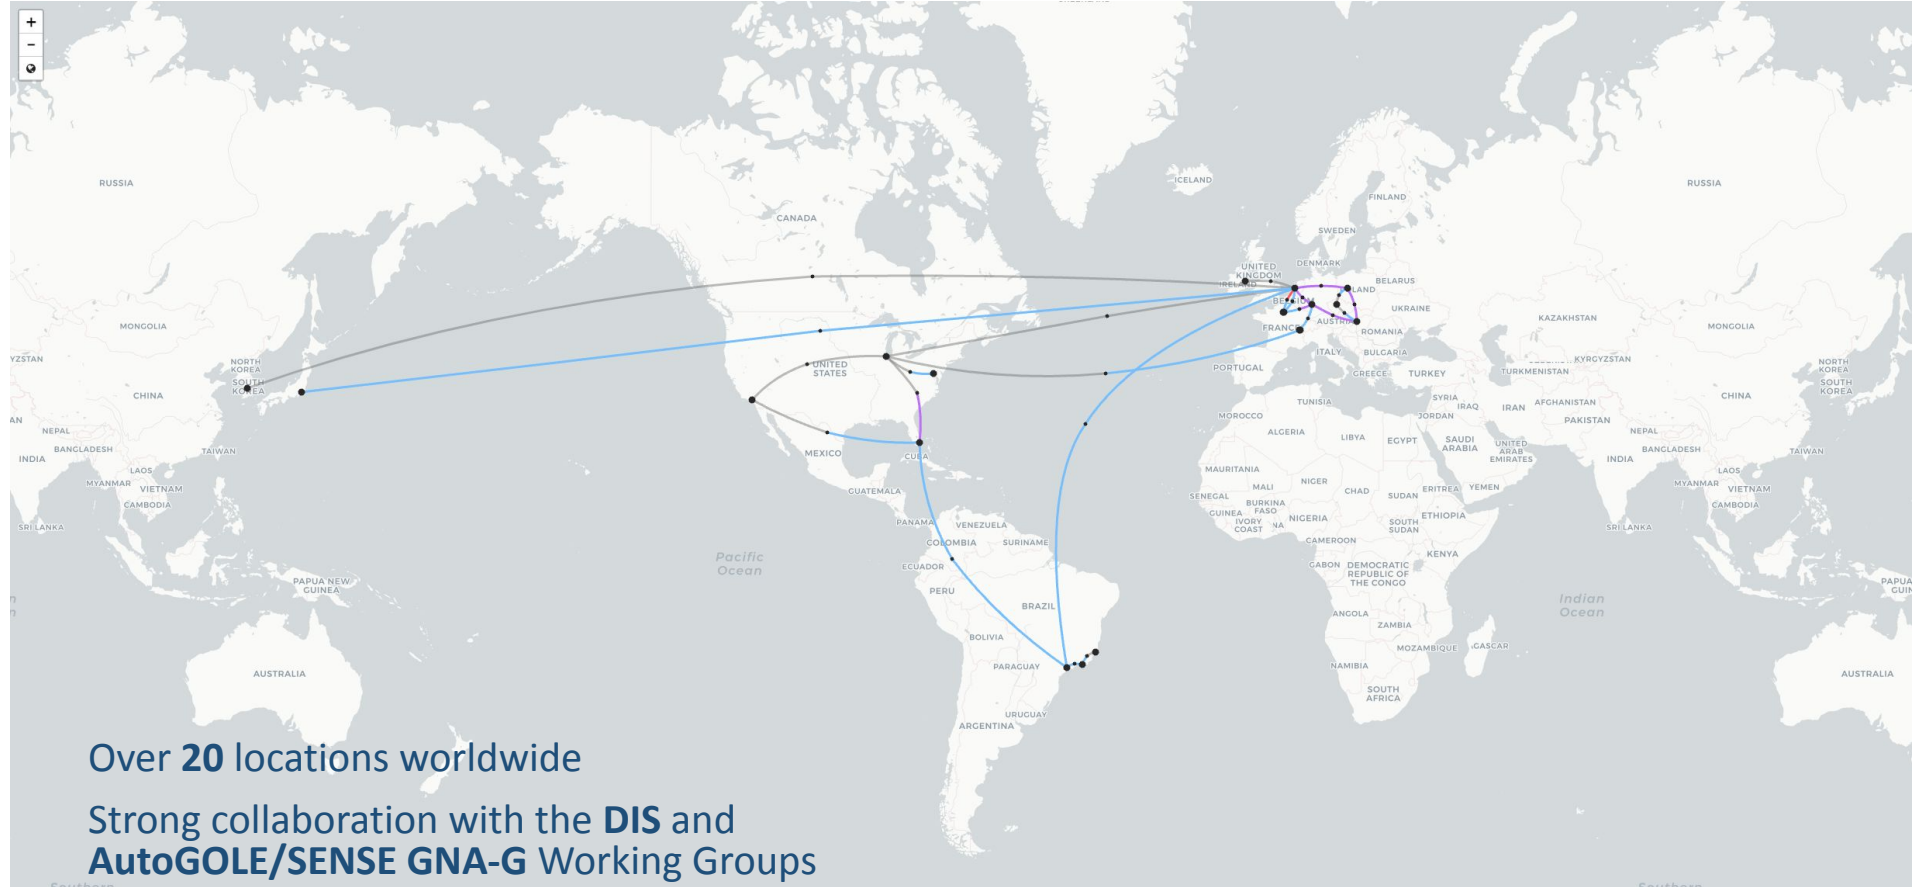 +
−
RUSSIA
MONGOLIA
NORTH
KOREA
SOUTH
KOREA
CHINA
NEPAL
BANGLADESH
INDIA
TAIWAN
LAOS
MYANMAR
VIETNAM
CAMBODIA
SRI LANKA
PAPUA NEW
GUINEA
AUSTRALIA
Pacific
Ocean
CANADA
UNITED
STATES
MEXICO
CUBA
GUATEMALA
PANAMA
VENEZUELA
COLOMBIA
SURINAME
ECUADOR
PERU
BRAZIL
BOLIVIA
PARAGUAY
URUGUAY
ARGENTINA
ICELAND
FINLAND
SWEDEN
DENMARK
UNITED
KINGDOM
IRELAND
BELARUS
BELGIUM
UKRAINE
FRANCE
AUSTRIA
ROMANIA
ITALY
BULGARIA
PORTUGAL
GREECE
TURKEY
KAZAKHSTAN
KYRGYZSTAN
TURKMENISTAN
TUNISIA
SYRIA
IRAQ
IRAN
AFGHANISTAN
JORDAN
PAKISTAN
MOROCCO
ALGERIA
LIBYA
EGYPT
SAUDI
ARABIA
UNITED
ARAB
EMIRATES
MAURITANIA
MALI
NIGER
CHAD
SUDAN
ERITREA
YEMEN
SENEGAL
BURKINA
FASO
GUINEA
IVORY
COAST
NIGERIA
SOUTH
SUDAN
ETHIOPIA
CAMEROON
KENYA
GABON
DEMOCRATIC
REPUBLIC OF
THE CONGO
ANGOLA
ZAMBIA
MOZAMBIQUE
NAMIBIA
SOUTH
AFRICA
Indian
Ocean
RUSSIA
MONGOLIA
NORTH
KOREA
SOUTH
KOREA
CHINA
NEPAL
BANGLADESH
INDIA
TAIWAN
LAOS
MYANMAR
VIETNAM
CAMBODIA
SRI LANKA
AUSTRALIA
Over 20 locations worldwide
Strong collaboration with the DIS and
AutoGOLE/SENSE GNA-G Working Groups